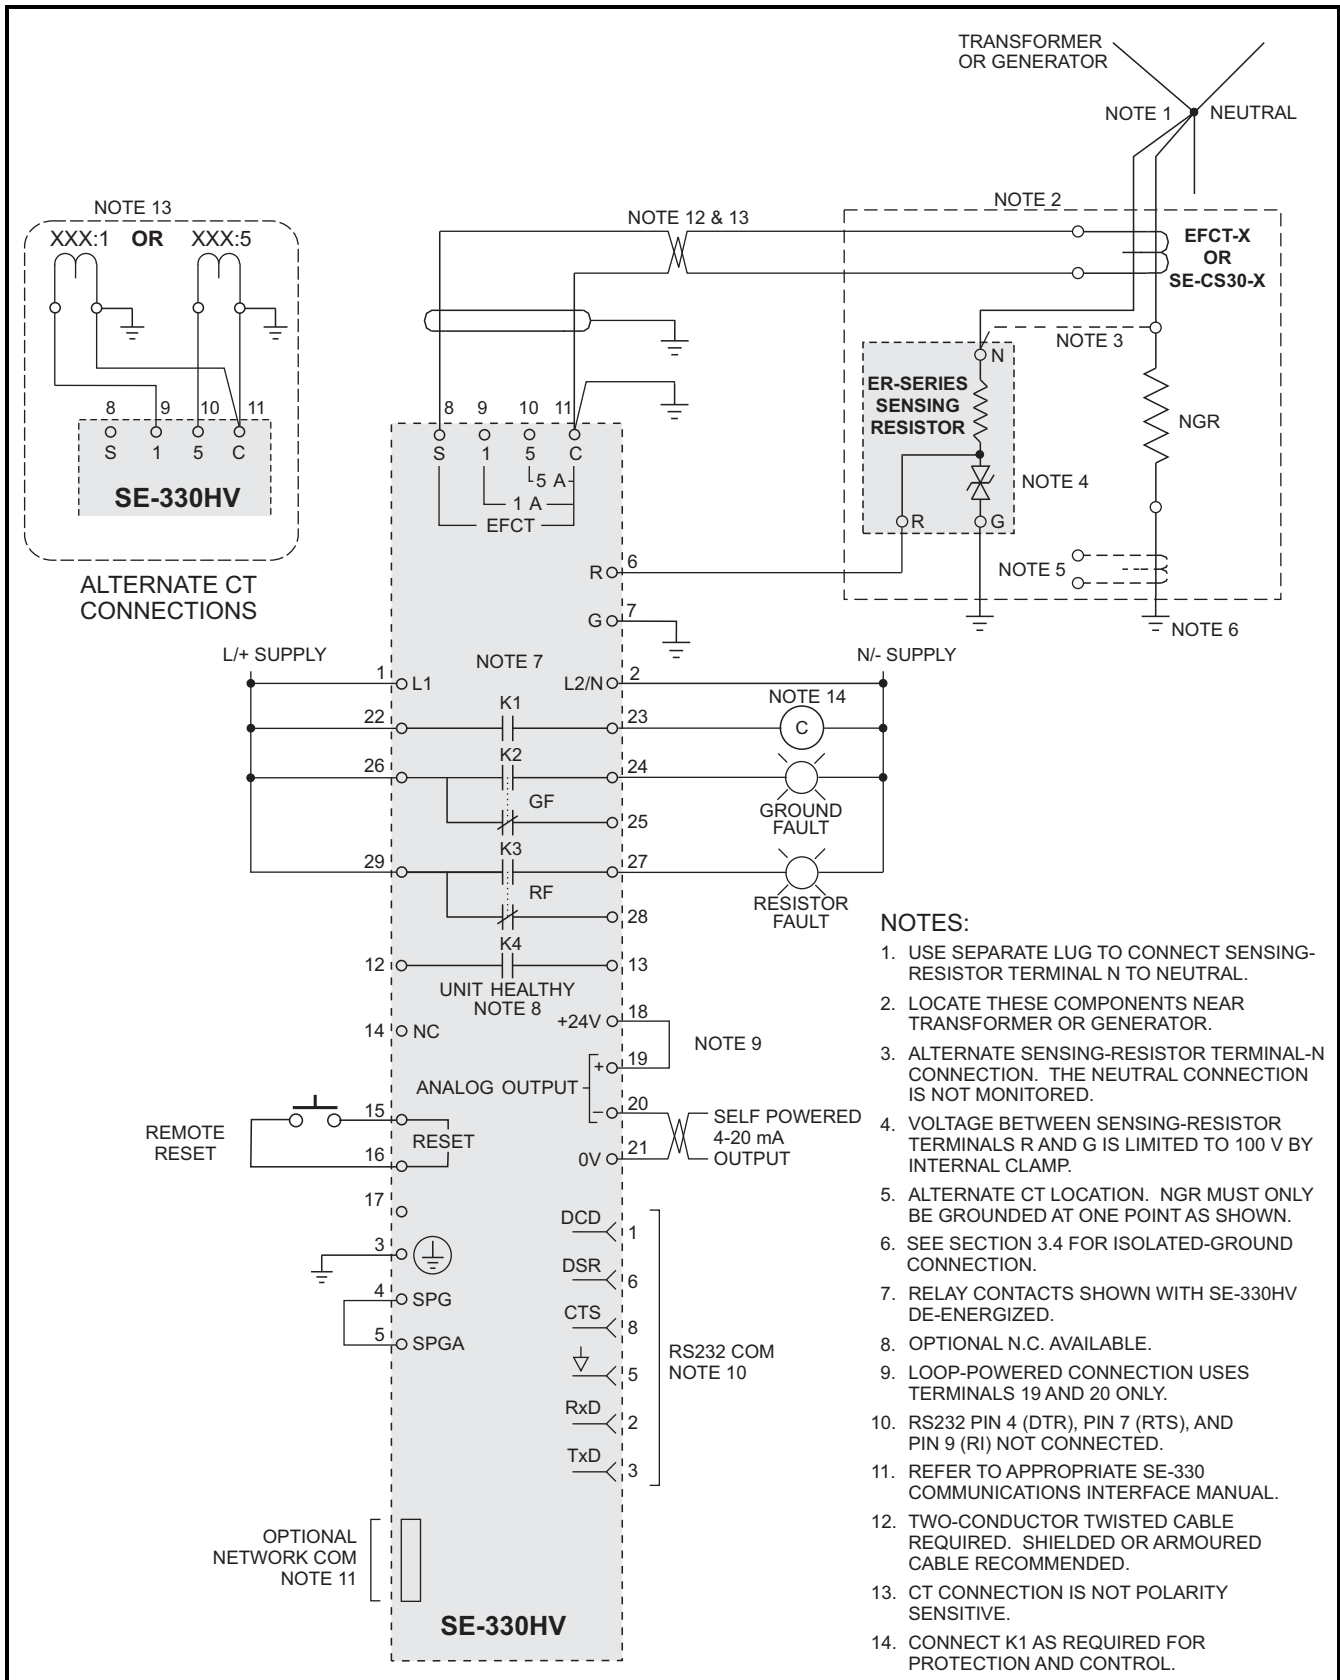 TRANSFORMER
OR GENERATOR
NOTE 1
NEUTRAL
NOTE 2
NOTE 13
XXX:1 OR XXX:5
NOTE 12 & 13
EFCT-X
OR
SE-CS30-X
NOTE 3
N
ER-SERIES
SENSING
RESISTOR
NGR
8 9 10 11
S 1 5 C
SE-330HV
ALTERNATE CT
CONNECTIONS
8 9 10 11
S 1 5 C
5 A
1 A
EFCT
NOTE 4
R G
NOTE 5
NOTE 6
R 6
G 7
L/+ SUPPLY
NOTE 7
N/- SUPPLY
1 L1
L2/N 2
NOTE 14
22 K1 23
C
26 K2 24
GF
GROUND
FAULT
25
29 K3 27
RF
RESISTOR
FAULT
28
12 K4 13
UNIT HEALTHY
NOTE 8
14 NC
+24V 18
NOTE 9
ANALOG OUTPUT
+ 19
– 20
0V 21
SELF POWERED
4-20 mA
OUTPUT
REMOTE
RESET
15
RESET
16
17
3
4 SPG
5 SPGA
DCD 1
DSR 6
CTS 8
5
RxD 2
TxD 3
RS232 COM
NOTE 10
OPTIONAL
NETWORK COM
NOTE 11
SE-330HV
NOTES:
1. USE SEPARATE LUG TO CONNECT SENSING-
RESISTOR TERMINAL N TO NEUTRAL.
2. LOCATE THESE COMPONENTS NEAR
TRANSFORMER OR GENERATOR.
3. ALTERNATE SENSING-RESISTOR TERMINAL-N
CONNECTION. THE NEUTRAL CONNECTION
IS NOT MONITORED.
4. VOLTAGE BETWEEN SENSING-RESISTOR
TERMINALS R AND G IS LIMITED TO 100 V BY
INTERNAL CLAMP.
5. ALTERNATE CT LOCATION. NGR MUST ONLY
BE GROUNDED AT ONE POINT AS SHOWN.
6. SEE SECTION 3.4 FOR ISOLATED-GROUND
CONNECTION.
7. RELAY CONTACTS SHOWN WITH SE-330HV
DE-ENERGIZED.
8. OPTIONAL N.C. AVAILABLE.
9. LOOP-POWERED CONNECTION USES
TERMINALS 19 AND 20 ONLY.
10. RS232 PIN 4 (DTR), PIN 7 (RTS), AND
PIN 9 (RI) NOT CONNECTED.
11. REFER TO APPROPRIATE SE-330
COMMUNICATIONS INTERFACE MANUAL.
12. TWO-CONDUCTOR TWISTED CABLE
REQUIRED. SHIELDED OR ARMOURED
CABLE RECOMMENDED.
13. CT CONNECTION IS NOT POLARITY
SENSITIVE.
14. CONNECT K1 AS REQUIRED FOR
PROTECTION AND CONTROL.